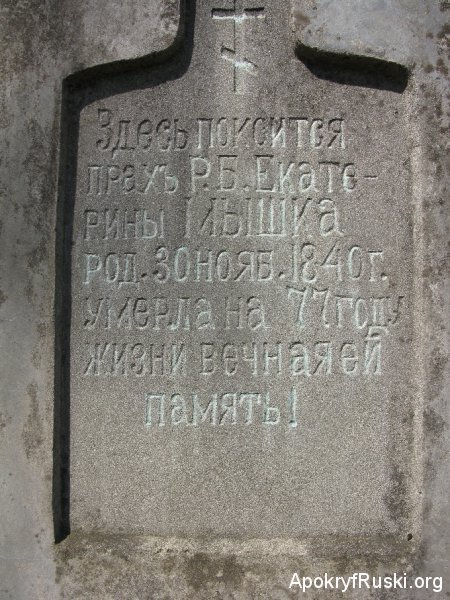 Здесь покоится
прахъ Р.Б. Екате-
рины Мышка
род. 30 нояб. 1840 г.
умерла на 77 году
жизни вечная ей
память!
ApokryfRuski.org